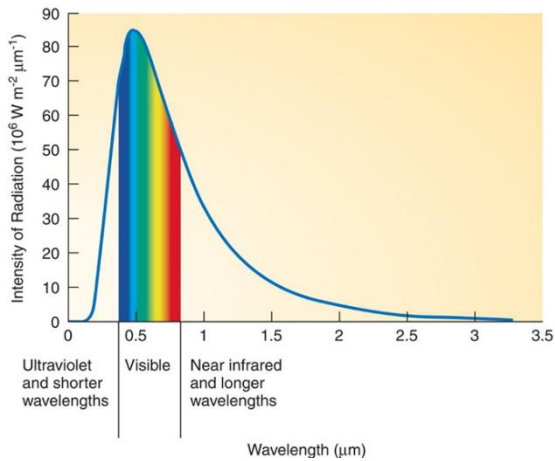 Intensity of Radiation (10⁶ W m⁻² μm⁻¹)
90
80
70
60
50
40
30
20
10
0
0 0.5 1 1.5 2 2.5 3 3.5
Ultraviolet
and shorter
wavelengths
Visible
Near infrared
and longer
wavelengths
Wavelength (μm)